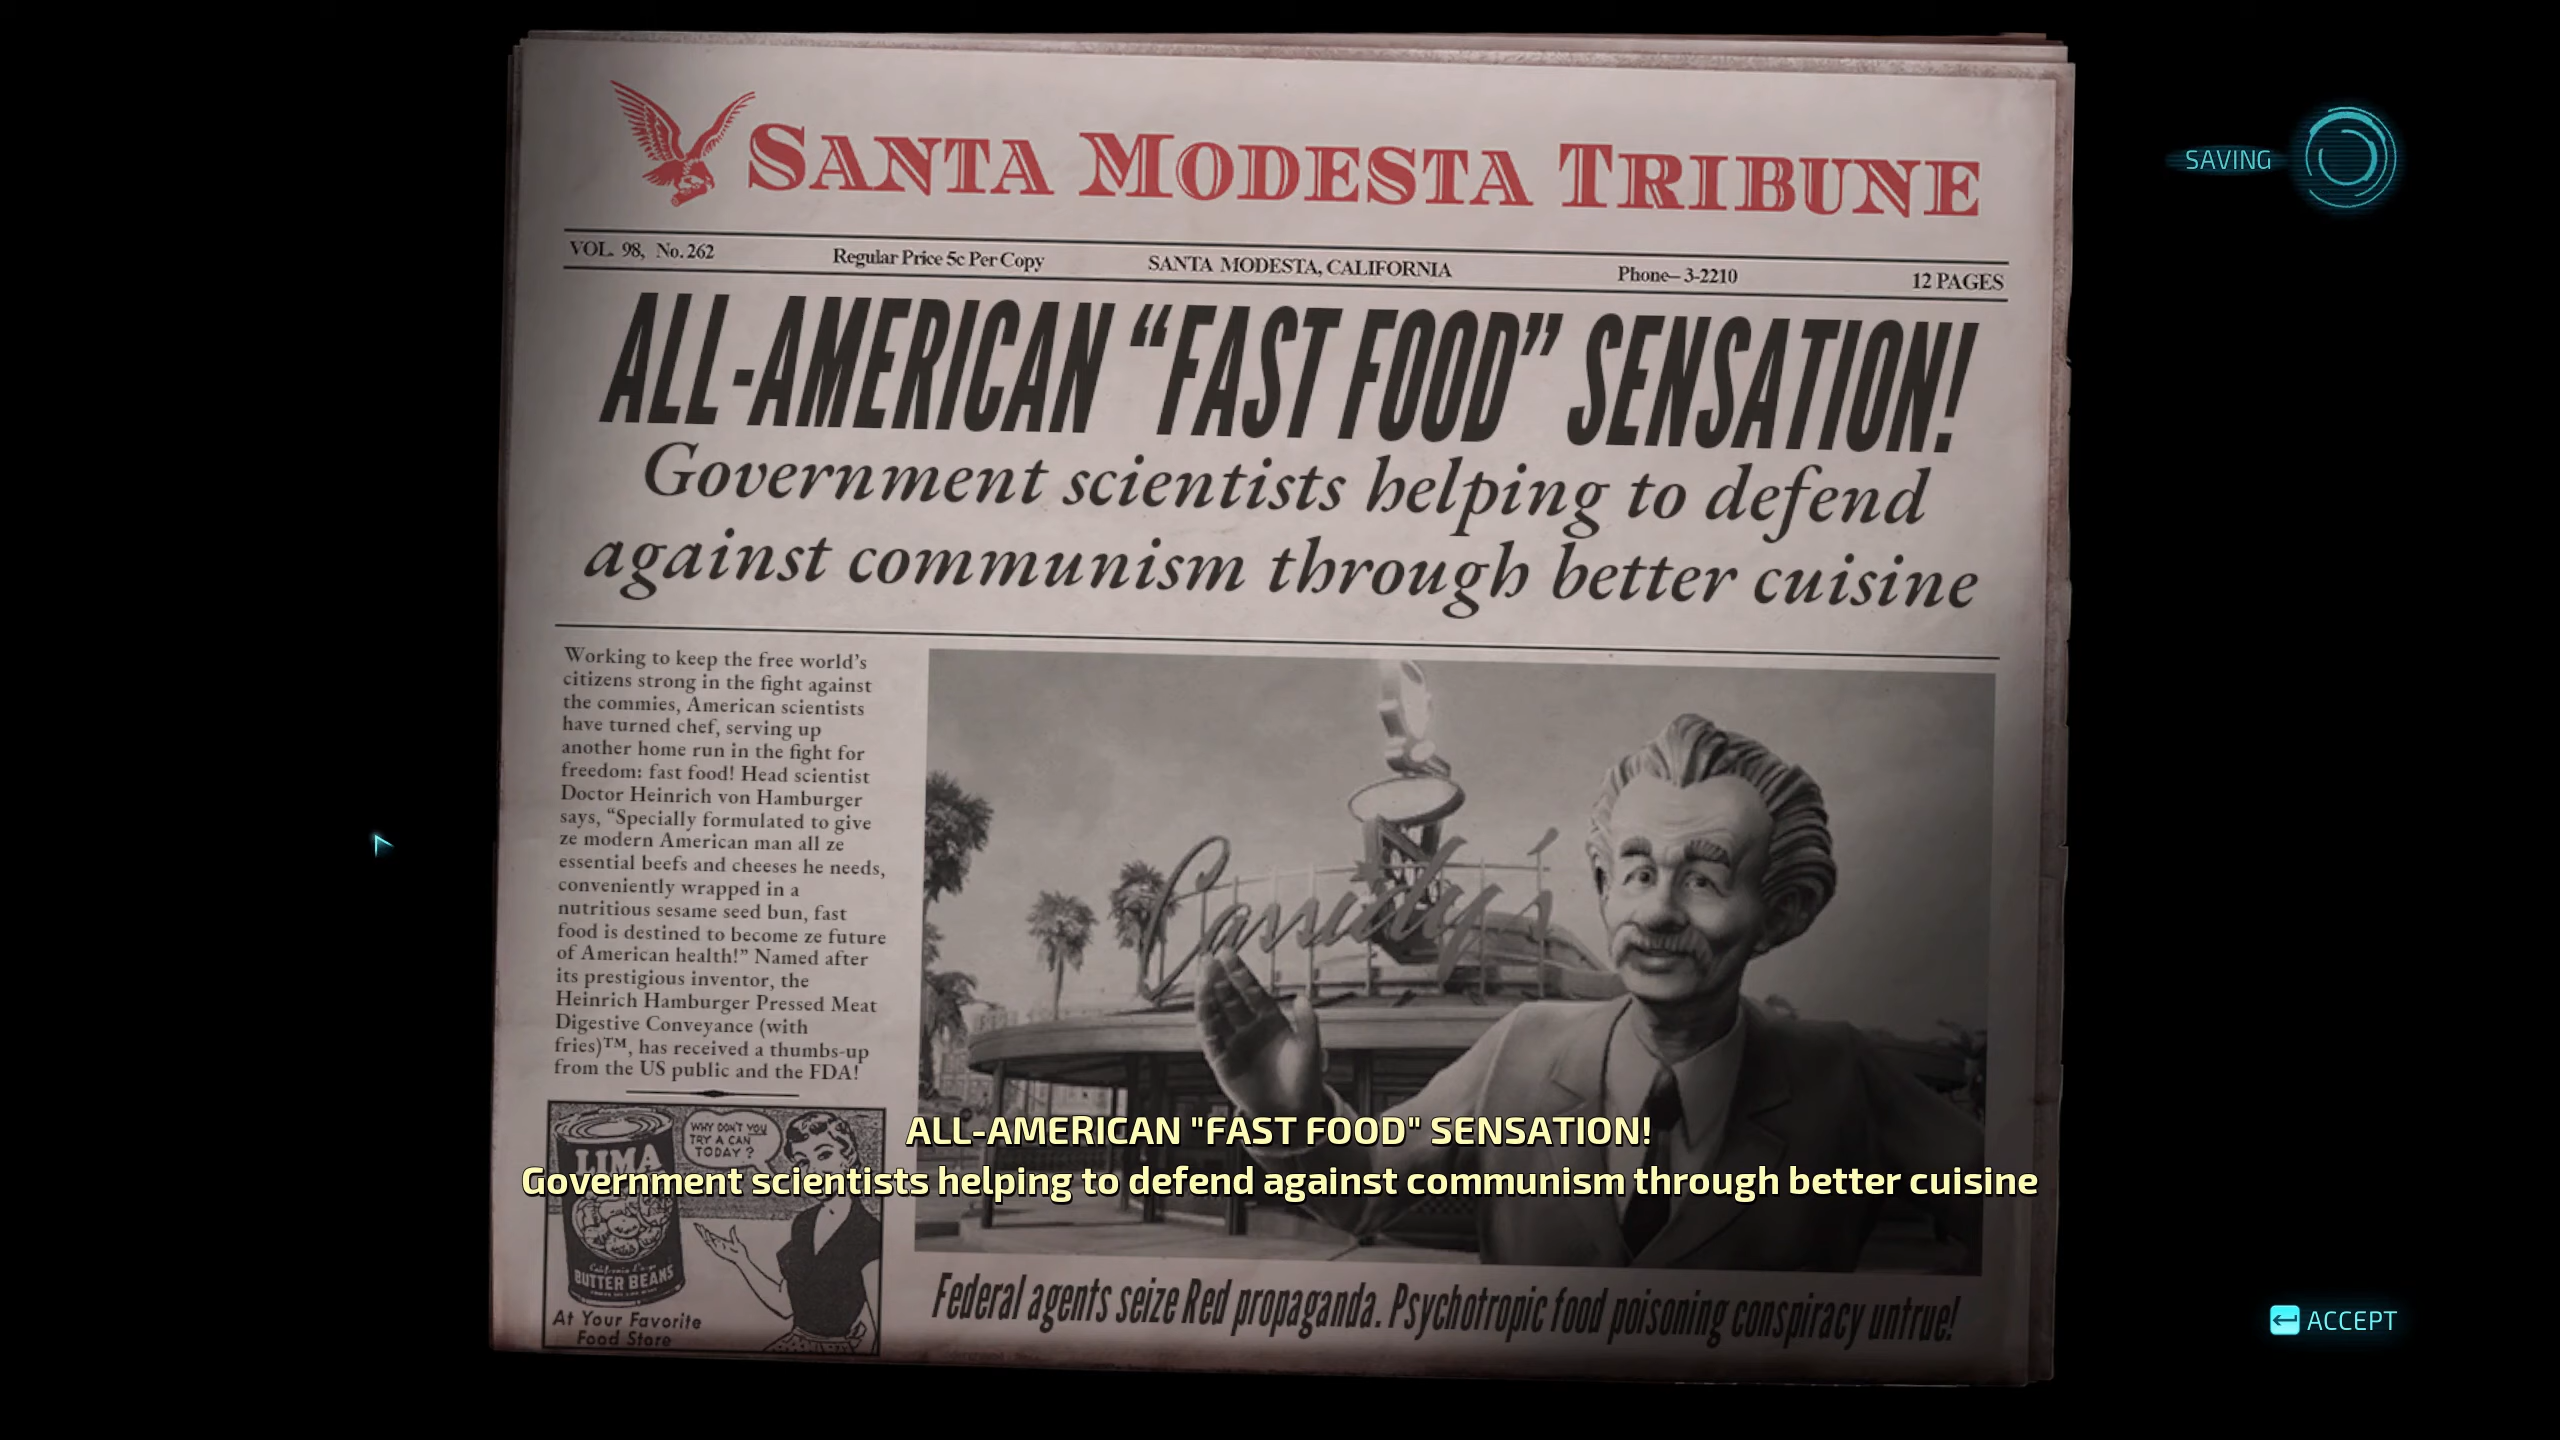 SANTA MODESTA TRIBUNE
SAVING
VOL. 98, No. 262 Regular Price 5c Per Copy SANTA MODESTA, CALIFORNIA Phone– 3-2210 12 PAGES
ALL-AMERICAN “FAST FOOD” SENSATION!
Government scientists helping to defend
against communism through better cuisine
Working to keep the free world’s
citizens strong in the fight against
the commies, American scientists
have turned chef, serving up
another home run in the fight for
freedom: fast food! Head scientist
Doctor Heinrich von Hamburger
says, “Specially formulated to give
ze modern American man all ze
essential beefs and cheeses he needs,
conveniently wrapped in a
nutritious sesame seed bun, fast
food is destined to become ze future
of American health!” Named after
its prestigious inventor, the
Heinrich Hamburger Pressed Meat
Digestive Conveyance (with
fries)™, has received a thumbs-up
from the US public and the FDA!
Cassidy's
WHY DON'T YOU
TRY A CAN
TODAY?
LIMA
BUTTER BEANS
At Your Favorite
Food Store
ALL-AMERICAN "FAST FOOD" SENSATION!
Government scientists helping to defend against communism through better cuisine
Federal agents seize Red propaganda. Psychotropic food poisoning conspiracy untrue!
ACCEPT